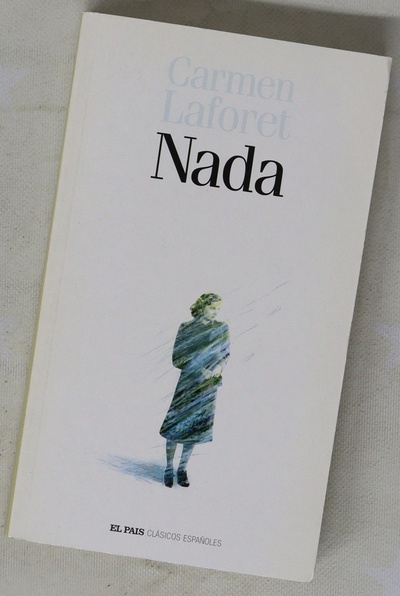 Carmen
Laforet
Nada
EL PAIS CLÁSICOS ESPAÑOLES